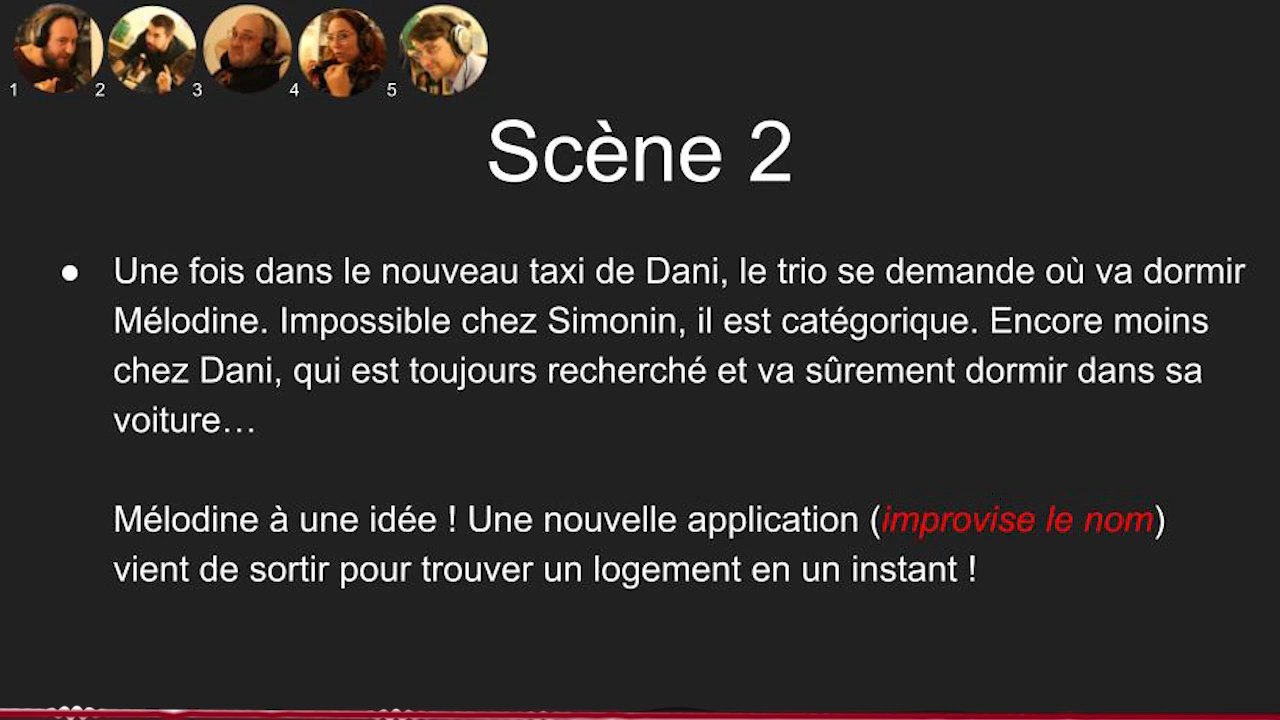 1 2 3 4 5
Scène 2
● Une fois dans le nouveau taxi de Dani, le trio se demande où va dormir
Mélodine. Impossible chez Simonin, il est catégorique. Encore moins
chez Dani, qui est toujours recherché et va sûrement dormir dans sa
voiture…
Mélodine à une idée ! Une nouvelle application (improvise le nom)
vient de sortir pour trouver un logement en un instant !